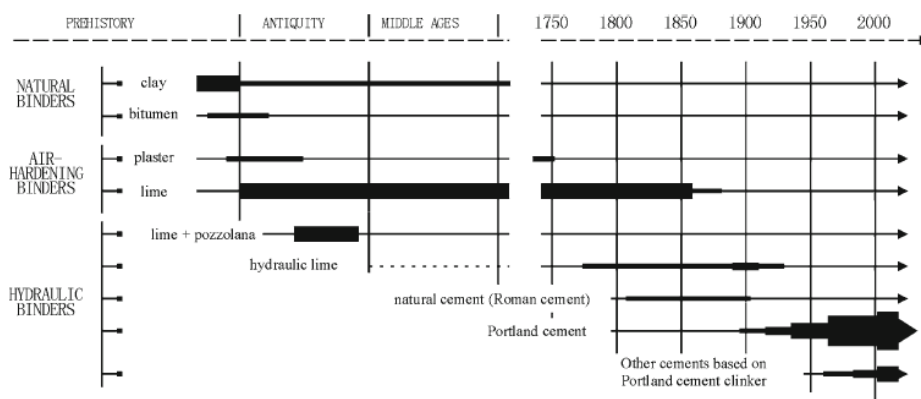 PREHISTORY ANTIQUITY MIDDLE AGES 1750 1800 1850 1900 1950 2000
NATURAL
BINDERS
clay
bitumen
AIR-
HARDENING
BINDERS
plaster
lime
HYDRAULIC
BINDERS
lime + pozzolana
hydraulic lime
natural cement (Roman cement)
Portland cement
Other cements based on
Portland cement clinker